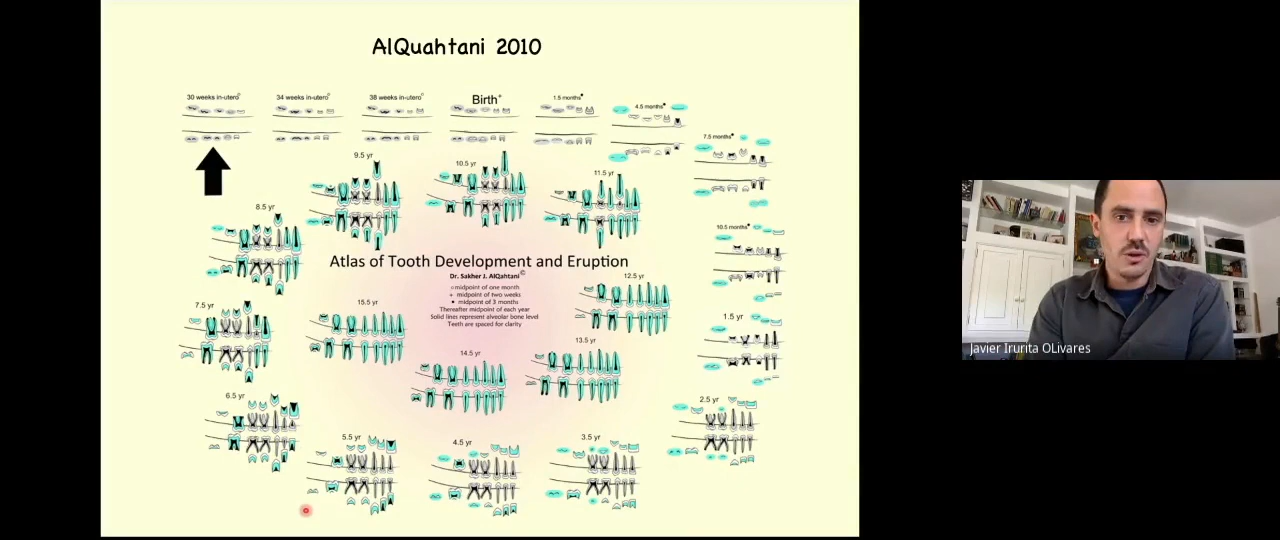 AlQuahtani 2010
30 weeks in-utero°
34 weeks in-utero°
38 weeks in-utero°
Birth⁺
1.5 months●
4.5 months●
7.5 months●
9.5 yr
10.5 yr
11.5 yr
8.5 yr
10.5 months●
Atlas of Tooth Development and Eruption
Dr. Sakher J. AlQahtani©
○midpoint of one month
+ midpoint of two weeks
● midpoint of 3 months
Thereafter midpoint of each year
Solid lines represent alveolar bone level
Teeth are spaced for clarity
12.5 yr
7.5 yr
15.5 yr
1.5 yr
13.5 yr
14.5 yr
6.5 yr
2.5 yr
5.5 yr
4.5 yr
3.5 yr
Javier Irurita OLivares